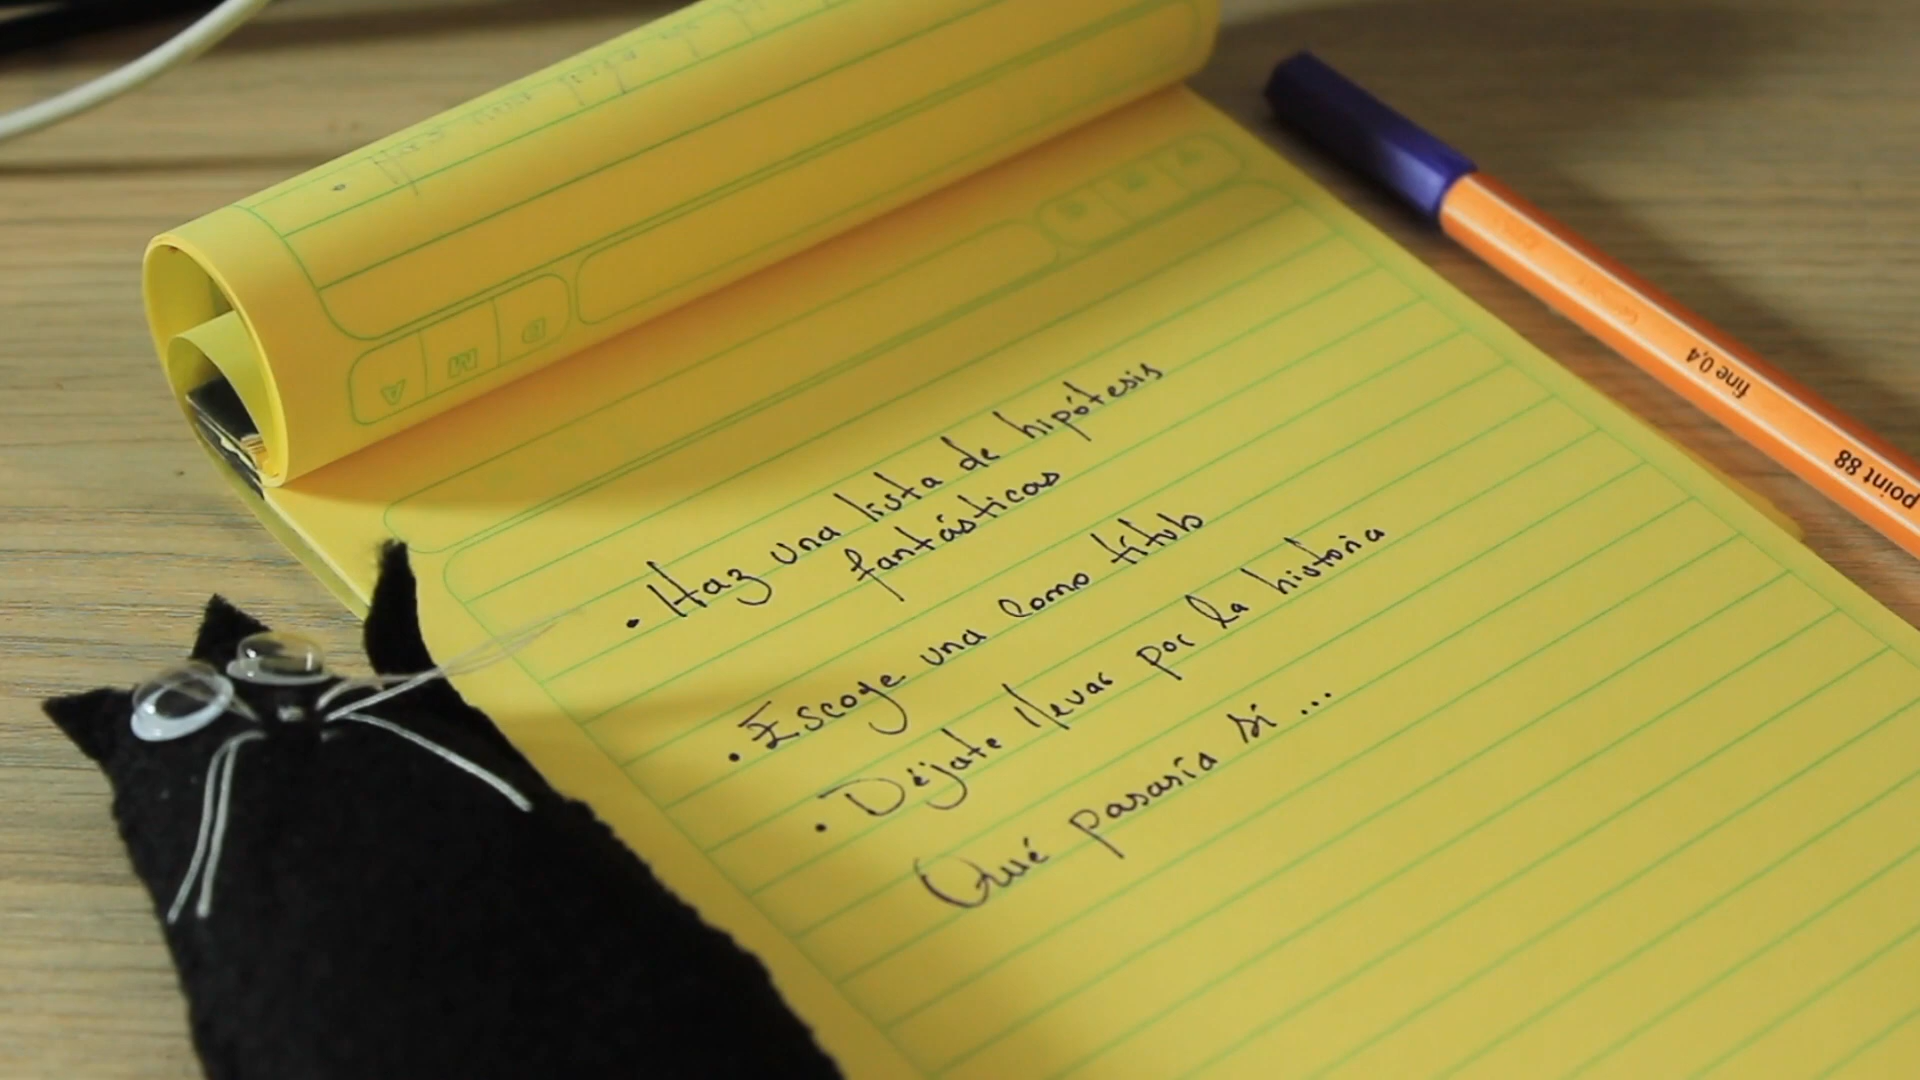 • Haz una lista de hipótesis
fantásticas
• Escoge una como título
• Déjate llevar por la historia
Qué pasaría si ...
fine 0,4
point 88